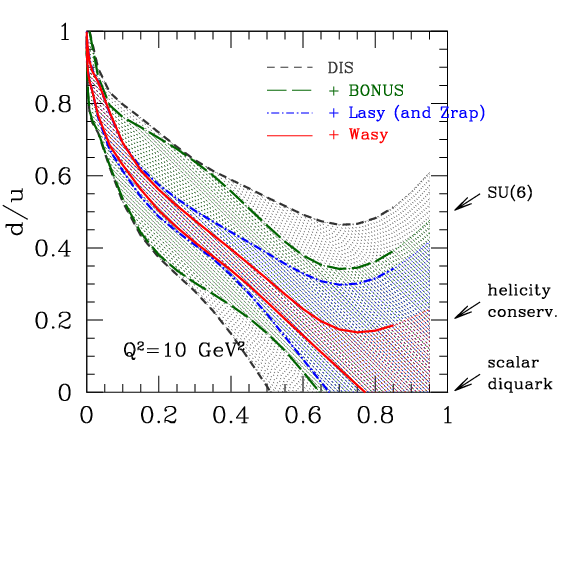 1
DIS
+ BONUS
0.8
+ Lasy (and Zrap)
+ Wasy
0.6
SU(6)
d/u
0.4
helicity
conserv.
0.2
Q²=10 GeV²
scalar
diquark
0
0 0.2 0.4 0.6 0.8 1